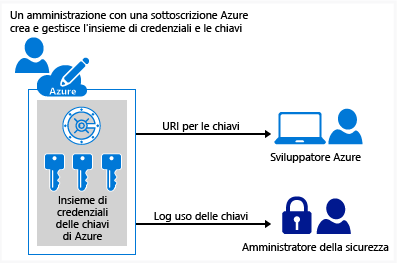 Un amministrazione con una sottoscrizione Azure
crea e gestisce l'insieme di credenziali e le chiavi
Azure
URI per le chiavi
Sviluppatore Azure
Insieme di
credenziali
delle chiavi
di Azure
Log uso delle chiavi
Amministratore della sicurezza